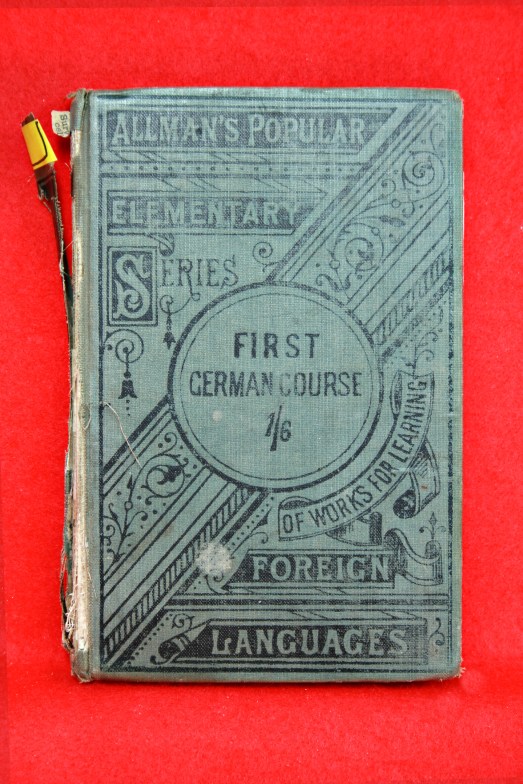 ALLMAN'S POPULAR
ELEMENTARY
SERIES
FIRST
GERMAN COURSE
1/6
OF WORKS FOR LEARNING
FOREIGN
LANGUAGES